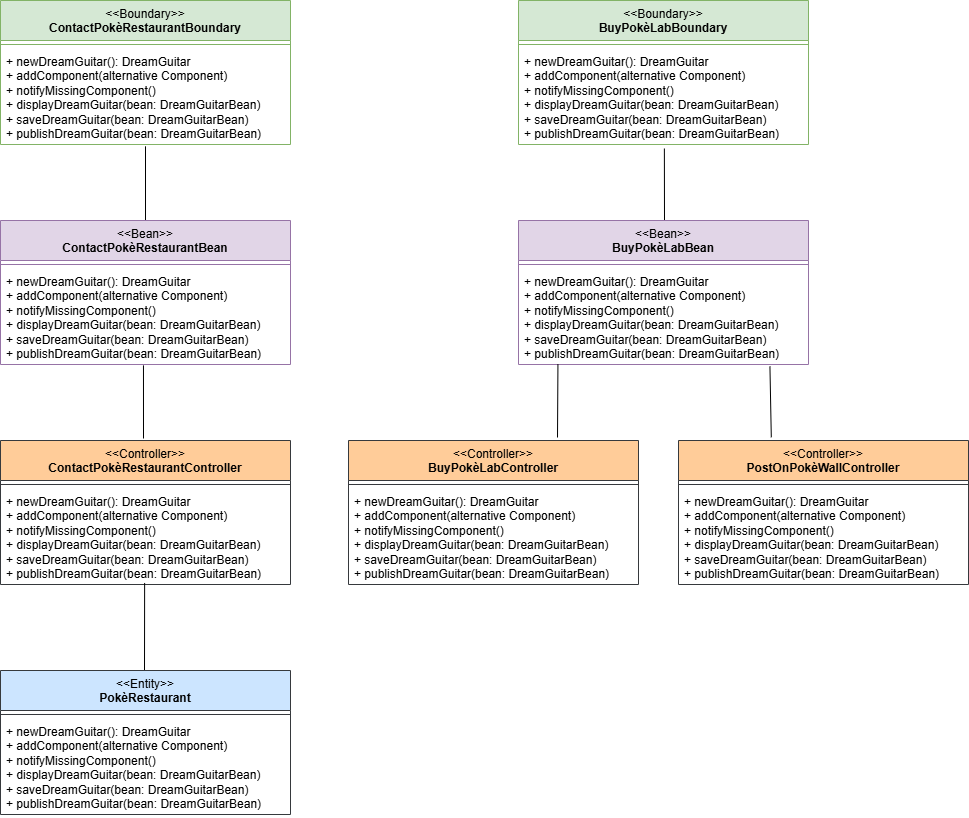 <<Boundary>>
ContactPokèRestaurantBoundary
+ newDreamGuitar(): DreamGuitar
+ addComponent(alternative Component)
+ notifyMissingComponent()
+ displayDreamGuitar(bean: DreamGuitarBean)
+ saveDreamGuitar(bean: DreamGuitarBean)
+ publishDreamGuitar(bean: DreamGuitarBean)
<<Boundary>>
BuyPokèLabBoundary
+ newDreamGuitar(): DreamGuitar
+ addComponent(alternative Component)
+ notifyMissingComponent()
+ displayDreamGuitar(bean: DreamGuitarBean)
+ saveDreamGuitar(bean: DreamGuitarBean)
+ publishDreamGuitar(bean: DreamGuitarBean)
<<Bean>>
ContactPokèRestaurantBean
+ newDreamGuitar(): DreamGuitar
+ addComponent(alternative Component)
+ notifyMissingComponent()
+ displayDreamGuitar(bean: DreamGuitarBean)
+ saveDreamGuitar(bean: DreamGuitarBean)
+ publishDreamGuitar(bean: DreamGuitarBean)
<<Bean>>
BuyPokèLabBean
+ newDreamGuitar(): DreamGuitar
+ addComponent(alternative Component)
+ notifyMissingComponent()
+ displayDreamGuitar(bean: DreamGuitarBean)
+ saveDreamGuitar(bean: DreamGuitarBean)
+ publishDreamGuitar(bean: DreamGuitarBean)
<<Controller>>
ContactPokèRestaurantController
+ newDreamGuitar(): DreamGuitar
+ addComponent(alternative Component)
+ notifyMissingComponent()
+ displayDreamGuitar(bean: DreamGuitarBean)
+ saveDreamGuitar(bean: DreamGuitarBean)
+ publishDreamGuitar(bean: DreamGuitarBean)
<<Controller>>
BuyPokèLabController
+ newDreamGuitar(): DreamGuitar
+ addComponent(alternative Component)
+ notifyMissingComponent()
+ displayDreamGuitar(bean: DreamGuitarBean)
+ saveDreamGuitar(bean: DreamGuitarBean)
+ publishDreamGuitar(bean: DreamGuitarBean)
<<Controller>>
PostOnPokèWallController
+ newDreamGuitar(): DreamGuitar
+ addComponent(alternative Component)
+ notifyMissingComponent()
+ displayDreamGuitar(bean: DreamGuitarBean)
+ saveDreamGuitar(bean: DreamGuitarBean)
+ publishDreamGuitar(bean: DreamGuitarBean)
<<Entity>>
PokèRestaurant
+ newDreamGuitar(): DreamGuitar
+ addComponent(alternative Component)
+ notifyMissingComponent()
+ displayDreamGuitar(bean: DreamGuitarBean)
+ saveDreamGuitar(bean: DreamGuitarBean)
+ publishDreamGuitar(bean: DreamGuitarBean)